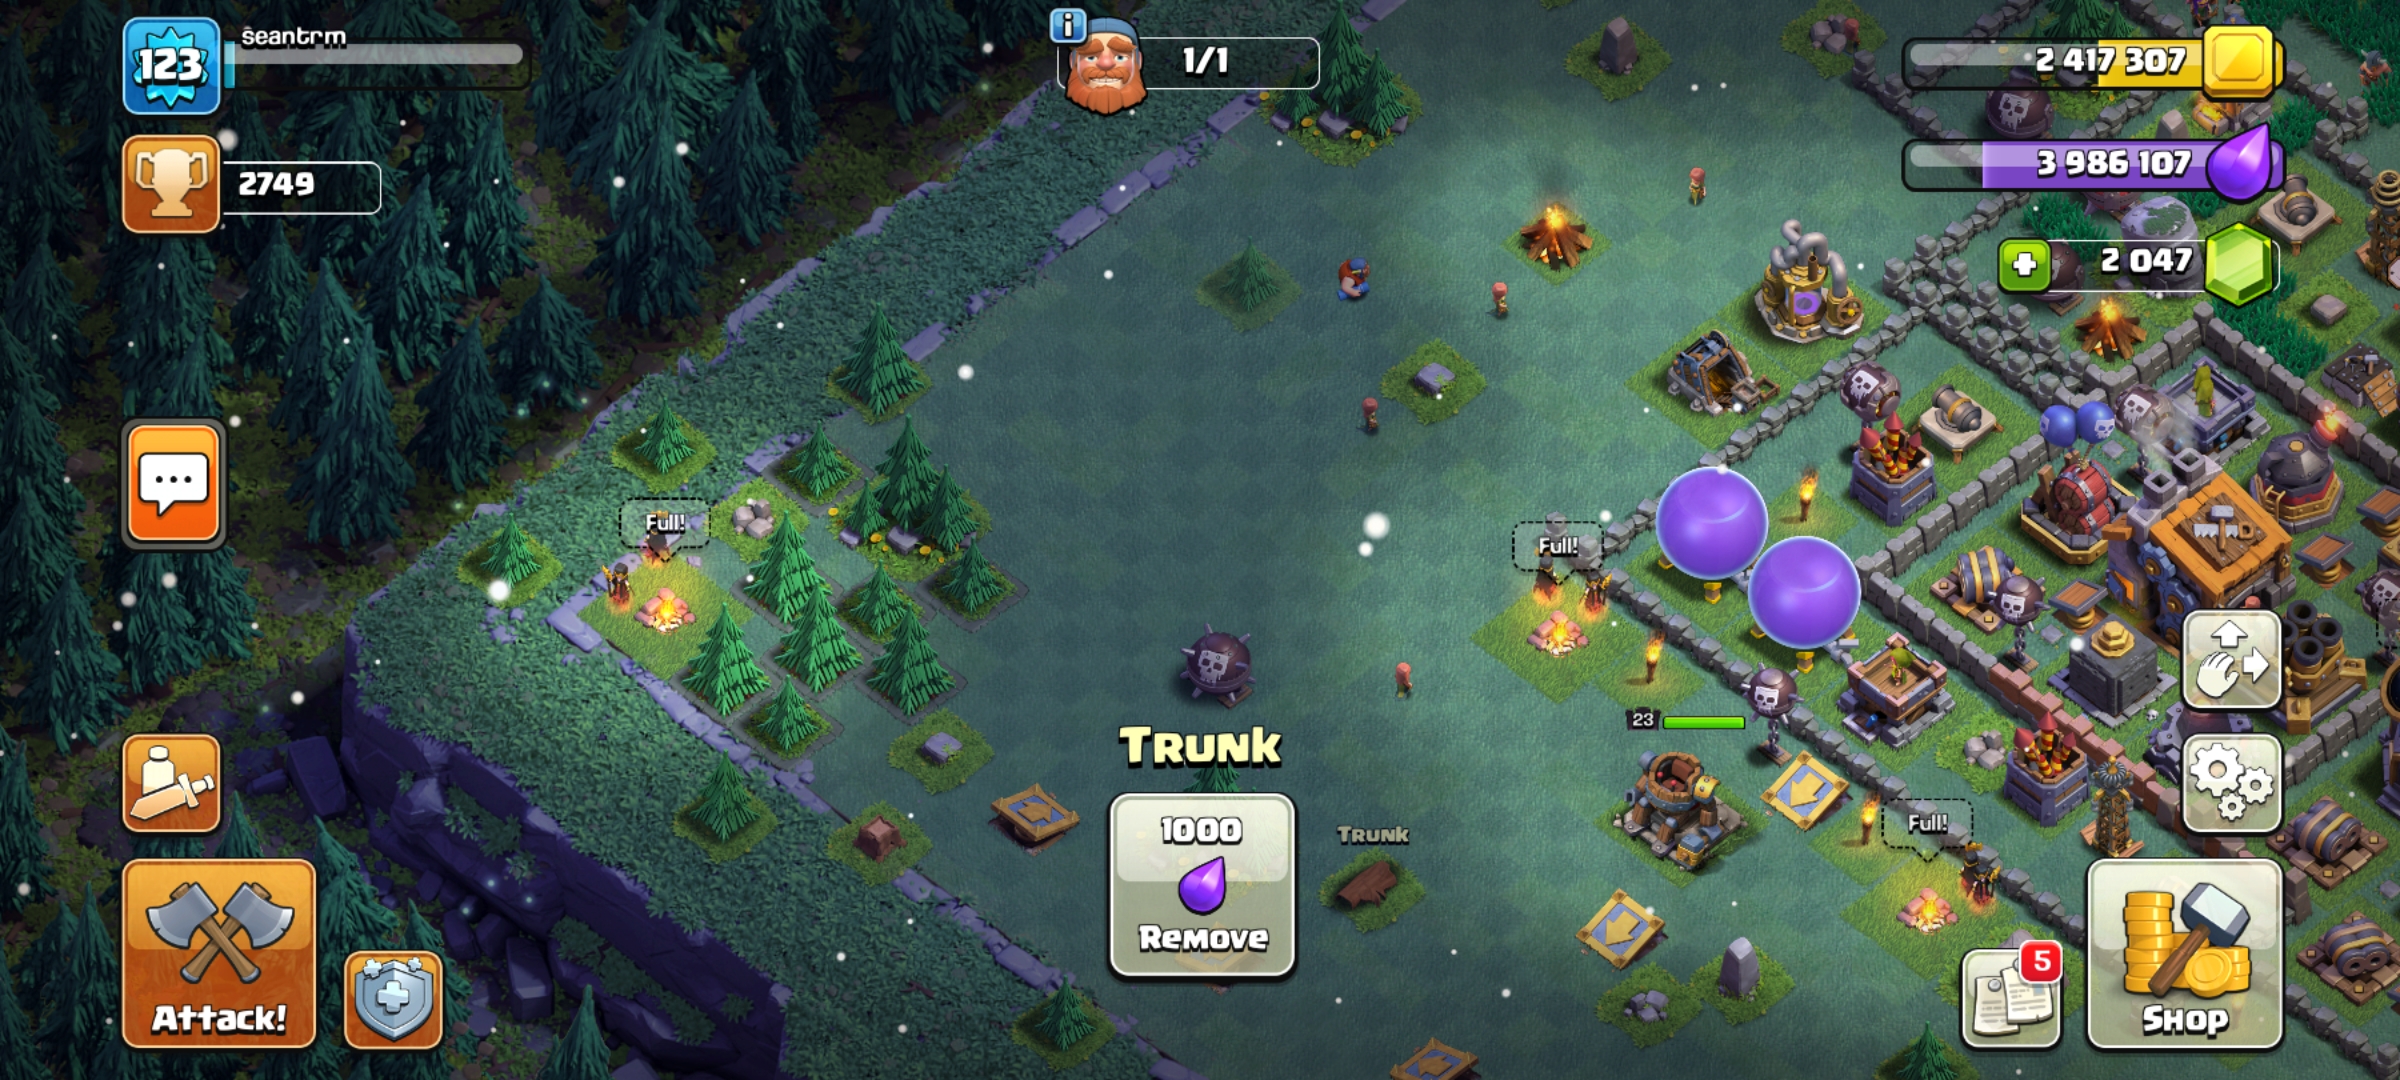 123
seantrm
i
1/1
2 417 307
2749
3 986 107
2 047
Full!
Full!
23
Trunk
1000
Remove
Trunk
Full!
Attack!
5
Shop